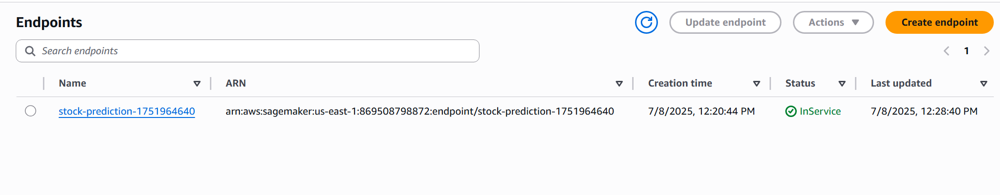 Endpoints
Update endpoint
Actions
Create endpoint
Search endpoints
1
Name ARN Creation time Status Last updated
stock-prediction-1751964640 arn:aws:sagemaker:us-east-1:869508798872:endpoint/stock-prediction-1751964640 7/8/2025, 12:20:44 PM InService 7/8/2025, 12:28:40 PM